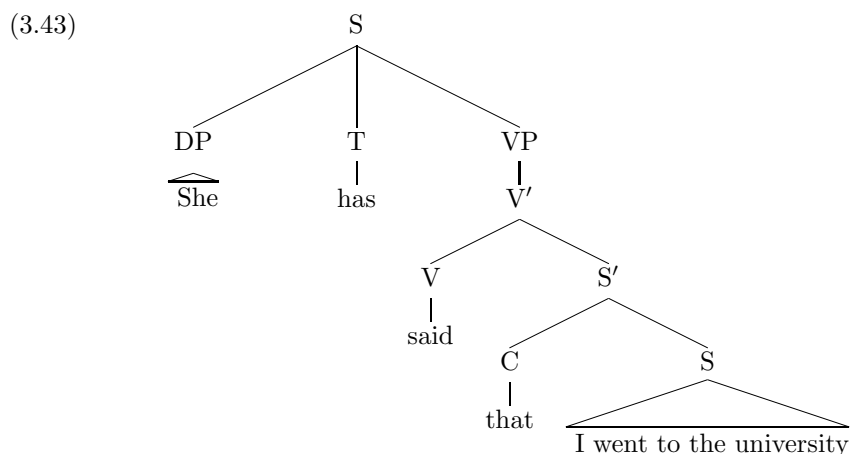 (3.43)
S
DP T VP
She has V′
V S′
said
C S
that
I went to the university